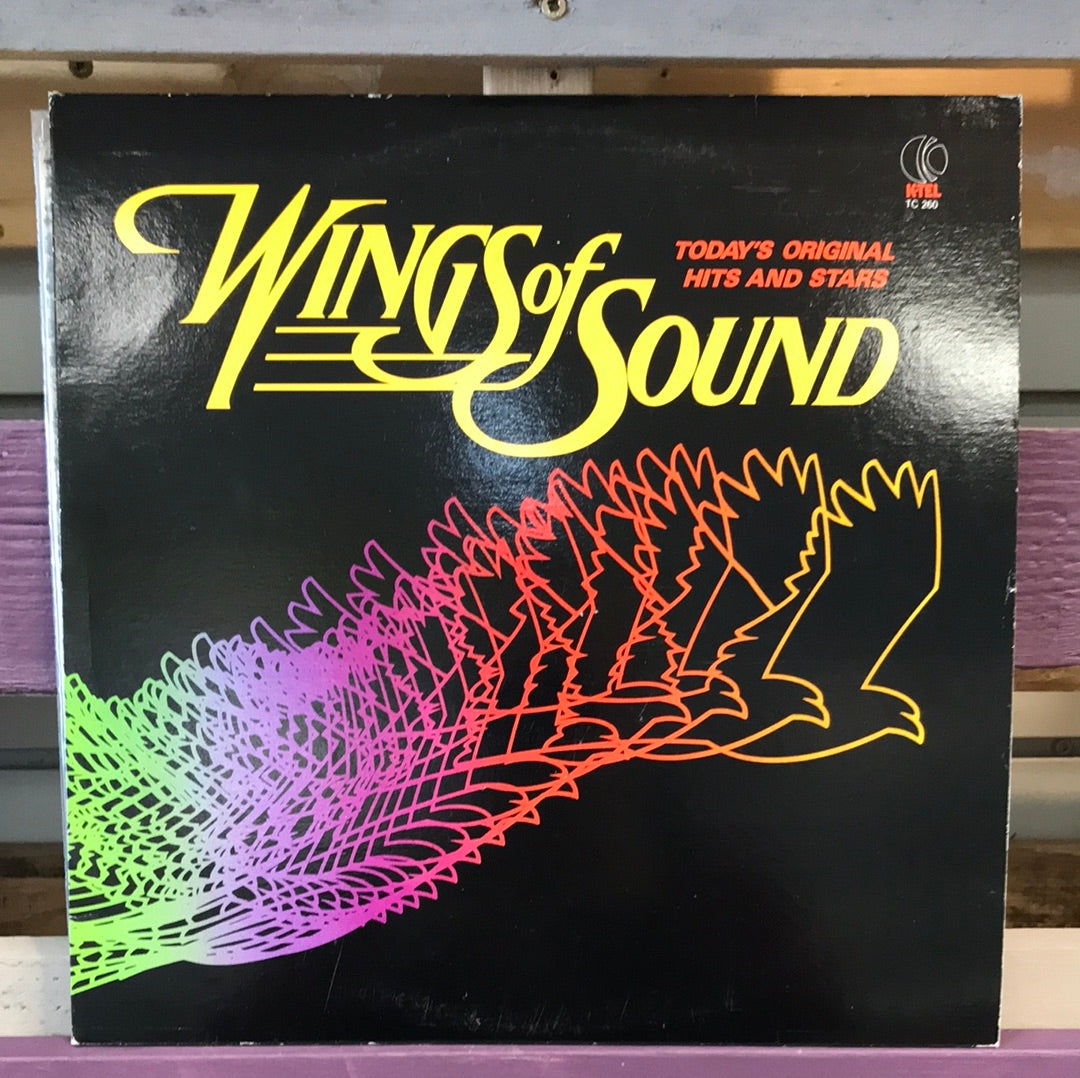 K-TEL
TC 260
TODAY'S ORIGINAL
HITS AND STARS
WINGS of
SOUND